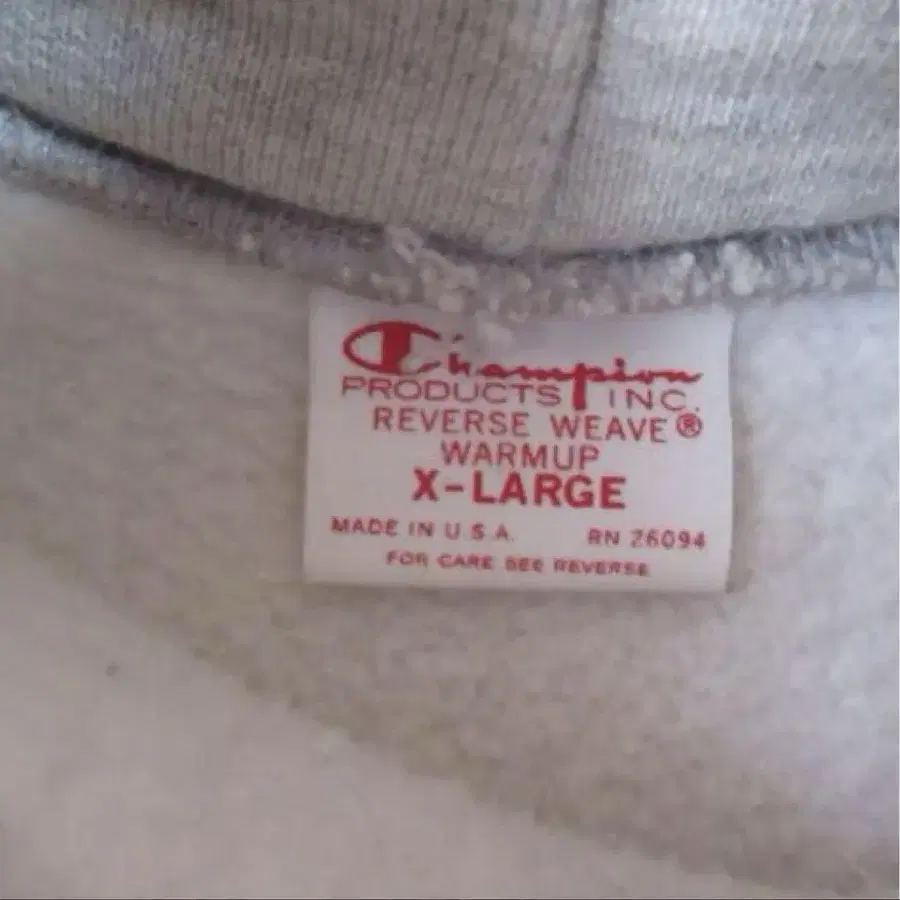 Champion
PRODUCTS INC.
REVERSE WEAVE®
WARMUP
X-LARGE
MADE IN U.S.A. RN 26094
FOR CARE SEE REVERSE